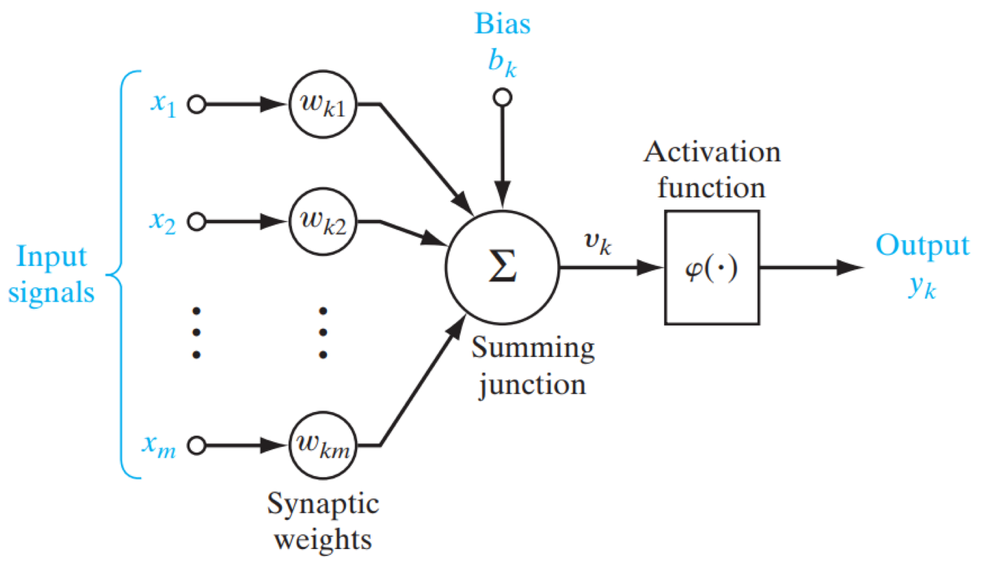 Bias
b_k
x_1
w_k1
Activation
function
x_2
w_k2
Input
signals
Σ
v_k
φ(·)
Output
y_k
Summing
junction
x_m
w_km
Synaptic
weights